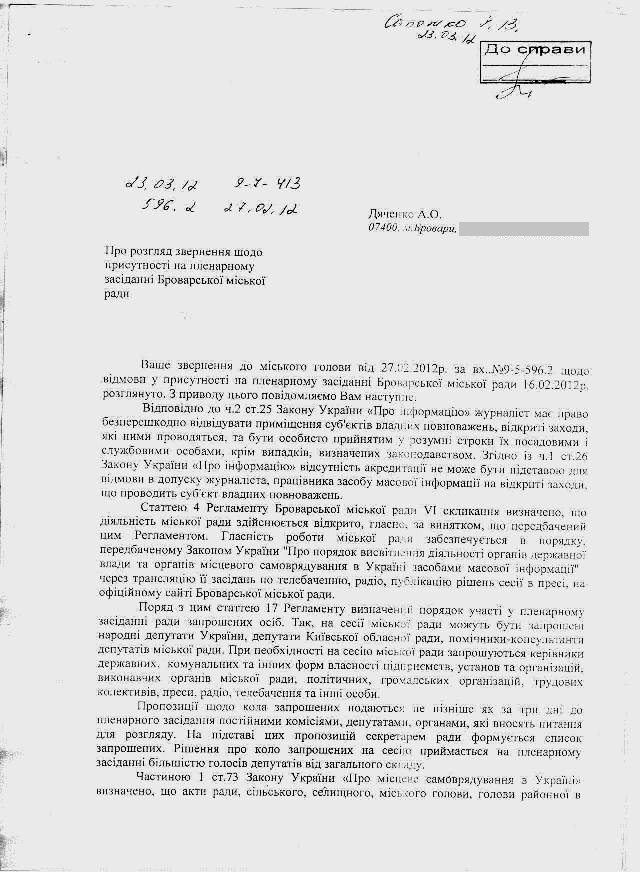 23.03.12
До справи
23.03.12 9-7-413
596.2 27.02.12
Дяченко А.О.
07400, м.Бровари,
Про розгляд звернення щодо
присутності на пленарному
засіданні Броварської міської
ради
Ваше звернення до міського голови від 27.02.2012р. за вх..№9-5-596.2 щодо
відмови у присутності на пленарному засіданні Броварської міської ради 16.02.2012р.
розглянуто. З приводу цього повідомляємо Вам наступне.
Відповідно до ч.2 ст.25 Закону України «Про інформацію» журналіст має право
безперешкодно відвідувати приміщення суб'єктів владних повноважень, відкриті заходи,
які ними проводяться, та бути особисто прийнятим у розумні строки їх посадовими і
службовими особами, крім випадків, визначених законодавством. Згідно із ч.1 ст.26
Закону України «Про інформацію» відсутність акредитації не може бути підставою для
відмови в допуску журналіста, працівника засобу масової інформації на відкриті заходи,
що проводить суб'єкт владних повноважень.
Статтею 4 Регламенту Броварської міської ради VI скликання визначено, що
діяльність міської ради здійснюється відкрито, гласно, за винятком, що передбачений
цим Регламентом. Гласність роботи міської ради забезпечується в порядку,
передбаченому Законом України "Про порядок висвітлення діяльності органів державної
влади та органів місцевого самоврядування в Україні засобами масової інформації"
через трансляцію її засідань по телебаченню, радіо, публікацію рішень сесії в пресі, на
офіційному сайті Броварської міської ради.
Поряд з цим статтею 17 Регламенту визначений порядок участі у пленарному
засіданні ради запрошених осіб. Так, на сесії міської ради можуть бути запрошені
народні депутати України, депутати Київської обласної ради, помічники-консультанти
депутатів міської ради. При необхідності на сесію міської ради запрошуються керівники
державних, комунальних та інших форм власності підприємств, установ та організацій,
виконавчих органів міської ради, політичних, громадських організацій, трудових
колективів, преси, радіо, телебачення та інші особи.
Пропозиції щодо кола запрошених подаються не пізніше як за три дні до
пленарного засідання постійними комісіями, депутатами, органами, які вносять питання
для розгляду. На підставі цих пропозицій секретарем ради формується список
запрошених. Рішення про коло запрошених на сесію приймається на пленарному
засіданні більшістю голосів депутатів від загального складу.
Частиною 1 ст.73 Закону України «Про місцеве самоврядування в Україні»
визначено, що акти ради, сільського, селищного, міського голови, голови районної в